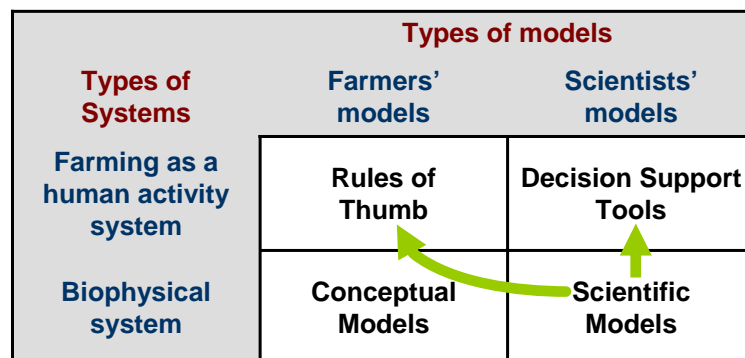 Types of models
Types of
Systems
Farmers’
models
Scientists’
models
Farming as a
human activity
system
Rules of
Thumb
Decision Support
Tools
Biophysical
system
Conceptual
Models
Scientific
Models